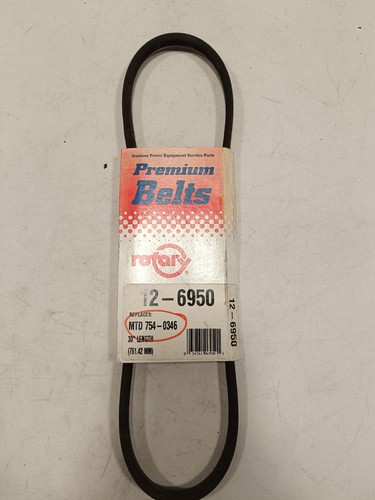 Outdoor Power Equipment Service Parts
Premium
Belts
rotary
12-6950
REPLACES:
MTD 754-0346
30" LENGTH
(761.42 MM)
12-6950